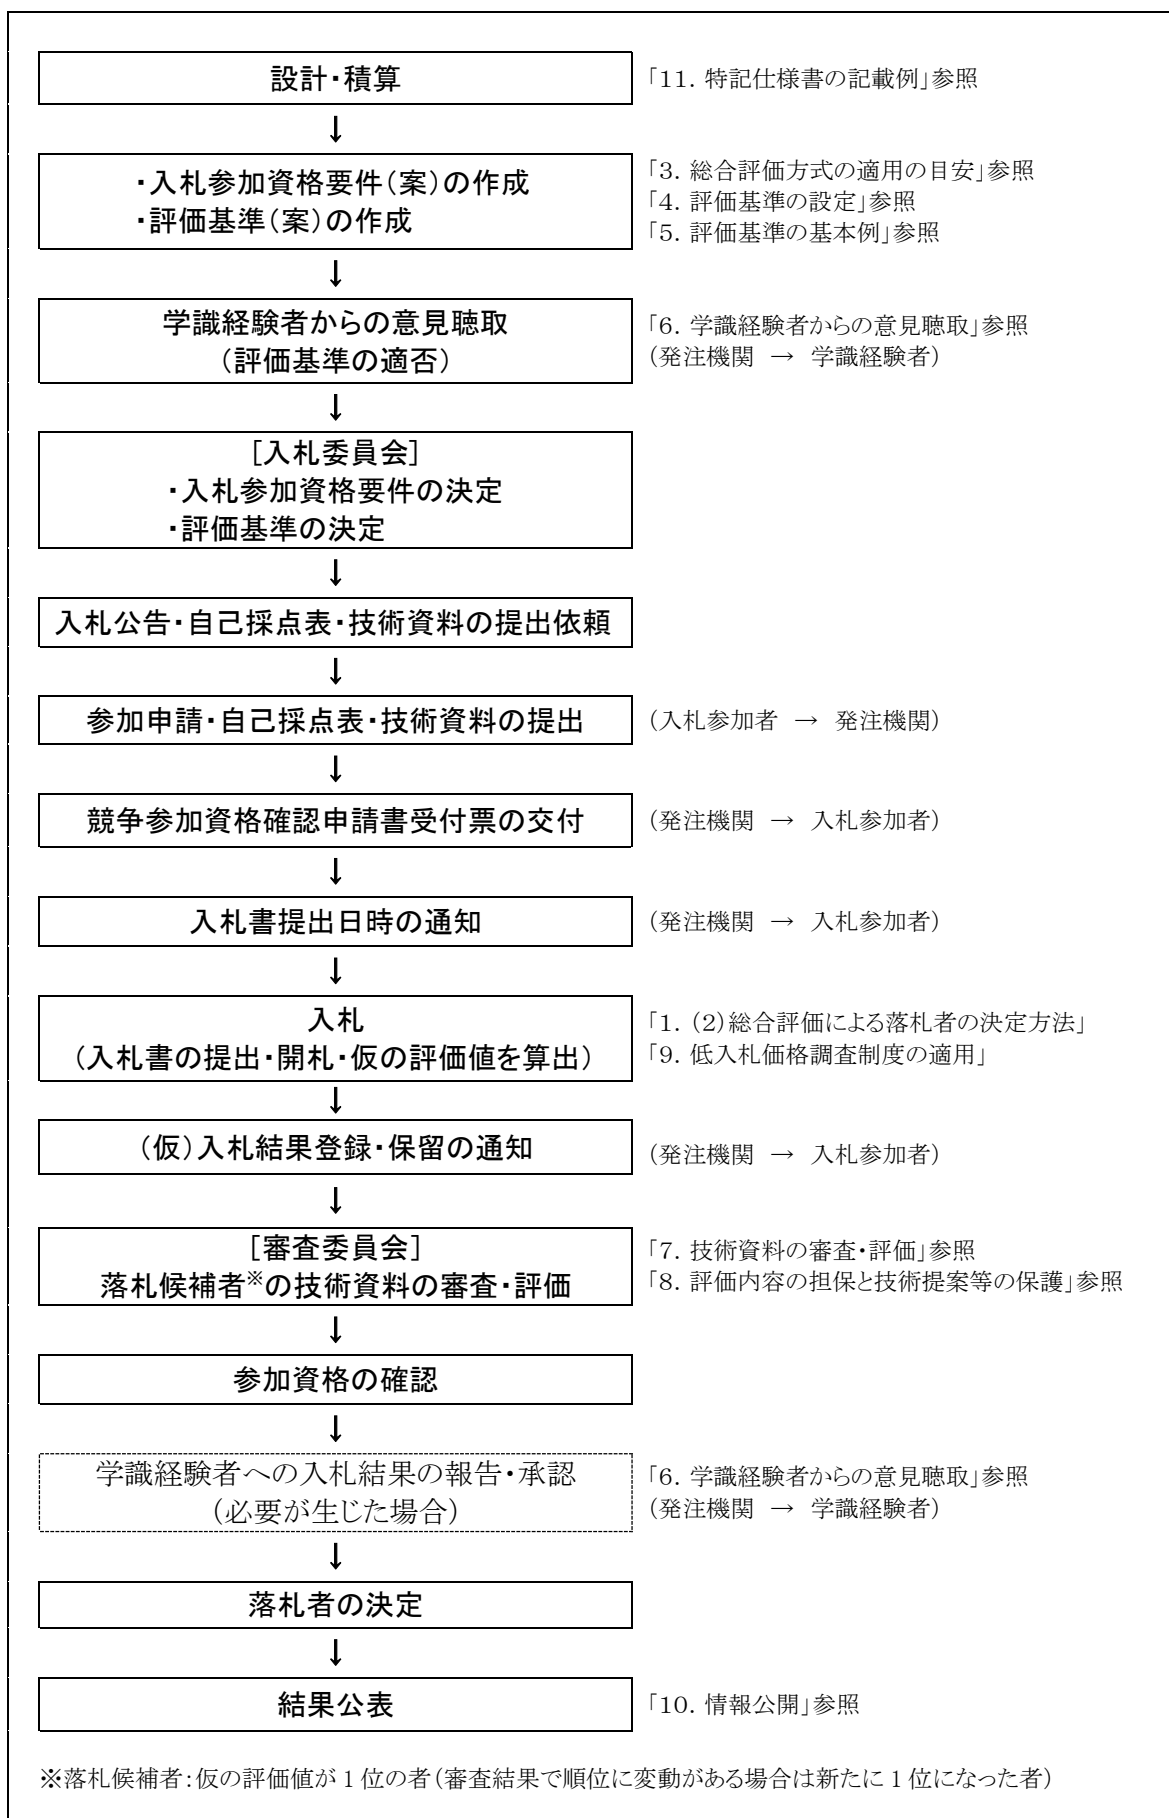 設計・積算
「11．特記仕様書の記載例」参照
↓
・入札参加資格要件（案）の作成
・評価基準（案）の作成
「3．総合評価方式の適用の目安」参照
「4．評価基準の設定」参照
「5．評価基準の基本例」参照
↓
学識経験者からの意見聴取
（評価基準の適否）
「6．学識経験者からの意見聴取」参照
（発注機関 → 学識経験者）
↓
［入札委員会］
・入札参加資格要件の決定
・評価基準の決定
↓
入札公告・自己採点表・技術資料の提出依頼
↓
参加申請・自己採点表・技術資料の提出
（入札参加者 → 発注機関）
↓
競争参加資格確認申請書受付票の交付
（発注機関 → 入札参加者）
↓
入札書提出日時の通知
（発注機関 → 入札参加者）
↓
入札
（入札書の提出・開札・仮の評価値を算出）
「1．（2）総合評価による落札者の決定方法」
「9．低入札価格調査制度の適用」
↓
（仮）入札結果登録・保留の通知
（発注機関 → 入札参加者）
↓
［審査委員会］
落札候補者※の技術資料の審査・評価
「7．技術資料の審査・評価」参照
「8．評価内容の担保と技術提案等の保護」参照
↓
参加資格の確認
↓
学識経験者への入札結果の報告・承認
（必要が生じた場合）
「6．学識経験者からの意見聴取」参照
（発注機関 → 学識経験者）
↓
落札者の決定
↓
結果公表
「10．情報公開」参照
※落札候補者：仮の評価値が 1 位の者（審査結果で順位に変動がある場合は新たに 1 位になった者）